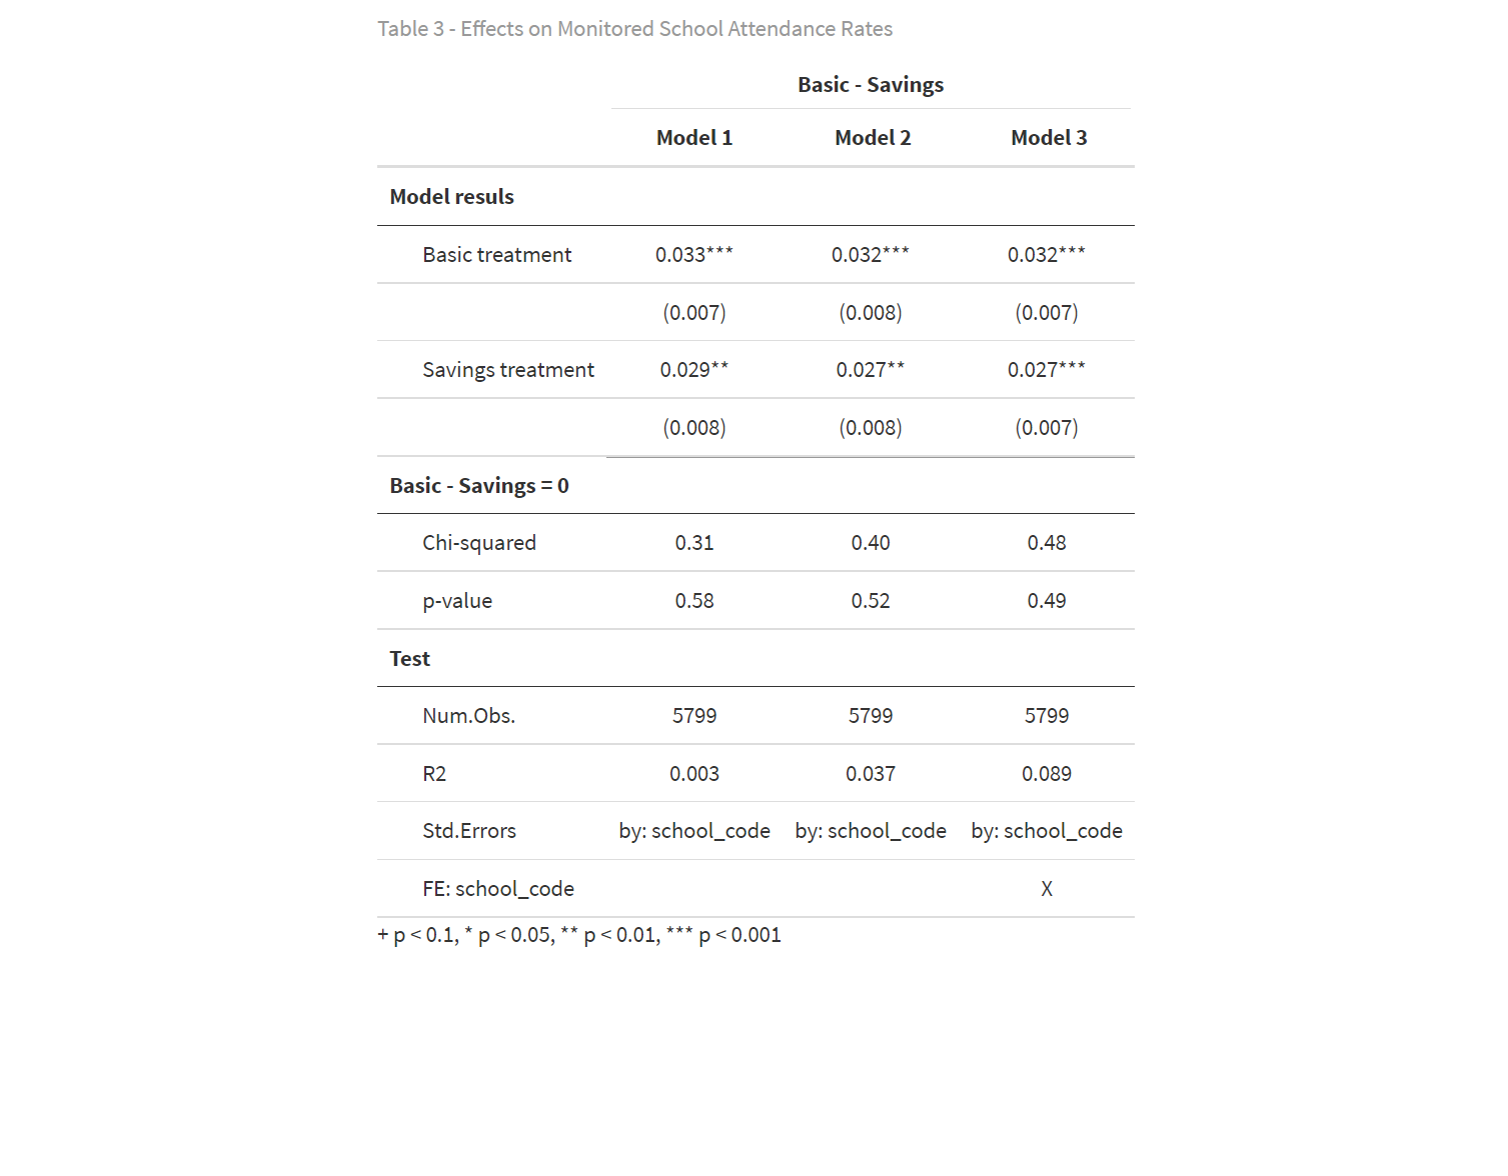 Table 3 - Effects on Monitored School Attendance Rates
Basic - Savings
Model 1 Model 2 Model 3
Model resuls
Basic treatment 0.033*** 0.032*** 0.032***
(0.007) (0.008) (0.007)
Savings treatment 0.029** 0.027** 0.027***
(0.008) (0.008) (0.007)
Basic - Savings = 0
Chi-squared 0.31 0.40 0.48
p-value 0.58 0.52 0.49
Test
Num.Obs. 5799 5799 5799
R2 0.003 0.037 0.089
Std.Errors by: school_code by: school_code by: school_code
FE: school_code X
+ p < 0.1, * p < 0.05, ** p < 0.01, *** p < 0.001